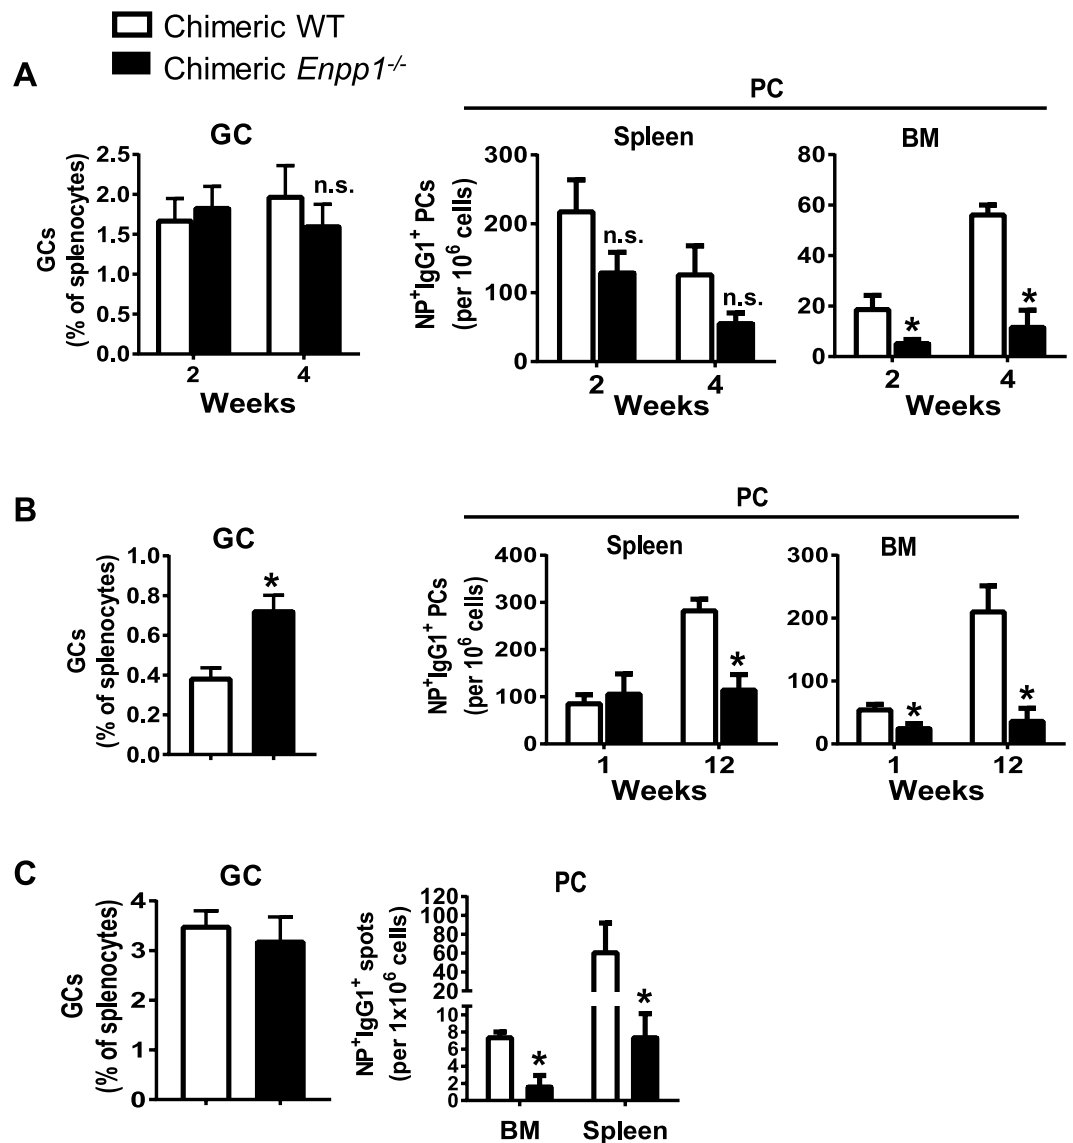 Chimeric WT
Chimeric Enpp1-/-
A
GC
GCs
(% of splenocytes)
2.5
2.0
1.5
1.0
0.5
0.0
n.s.
2 4
Weeks
PC
Spleen
NP+IgG1+ PCs
(per 10^6 cells)
300
200
100
0
n.s.
n.s.
2 4
Weeks
BM
80
60
40
20
0
*
*
2 4
Weeks
B
GC
GCs
(% of splenocytes)
1.0
0.8
0.6
0.4
0.2
0.0
*
PC
Spleen
NP+IgG1+ PCs
(per 10^6 cells)
400
300
200
100
0
*
1 12
Weeks
BM
300
200
100
0
*
*
1 12
Weeks
C
GC
GCs
(% of splenocytes)
4
3
2
1
0
PC
NP+IgG1+ spots
(per 1x10^6 cells)
120
100
80
60
40
20
10
8
6
4
2
0
*
*
BM Spleen